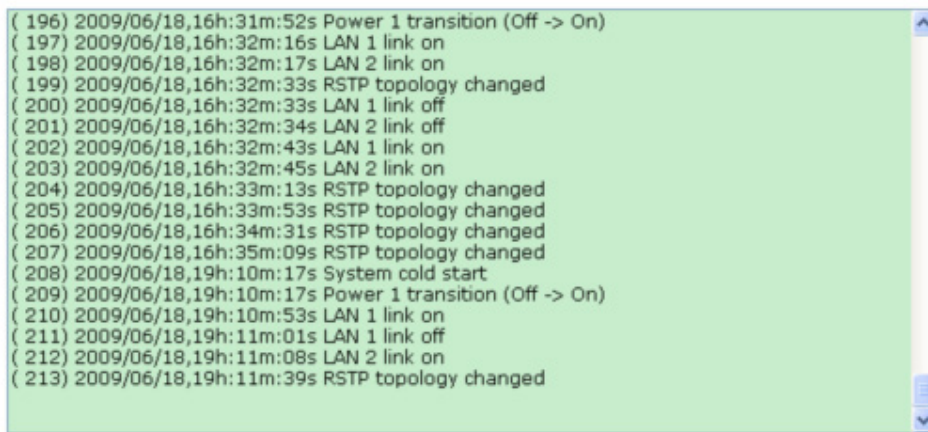 ( 196) 2009/06/18,16h:31m:52s Power 1 transition (Off -> On)
( 197) 2009/06/18,16h:32m:16s LAN 1 link on
( 198) 2009/06/18,16h:32m:17s LAN 2 link on
( 199) 2009/06/18,16h:32m:33s RSTP topology changed
( 200) 2009/06/18,16h:32m:33s LAN 1 link off
( 201) 2009/06/18,16h:32m:34s LAN 2 link off
( 202) 2009/06/18,16h:32m:43s LAN 1 link on
( 203) 2009/06/18,16h:32m:45s LAN 2 link on
( 204) 2009/06/18,16h:33m:13s RSTP topology changed
( 205) 2009/06/18,16h:33m:53s RSTP topology changed
( 206) 2009/06/18,16h:34m:31s RSTP topology changed
( 207) 2009/06/18,16h:35m:09s RSTP topology changed
( 208) 2009/06/18,19h:10m:17s System cold start
( 209) 2009/06/18,19h:10m:17s Power 1 transition (Off -> On)
( 210) 2009/06/18,19h:10m:53s LAN 1 link on
( 211) 2009/06/18,19h:11m:01s LAN 1 link off
( 212) 2009/06/18,19h:11m:08s LAN 2 link on
( 213) 2009/06/18,19h:11m:39s RSTP topology changed